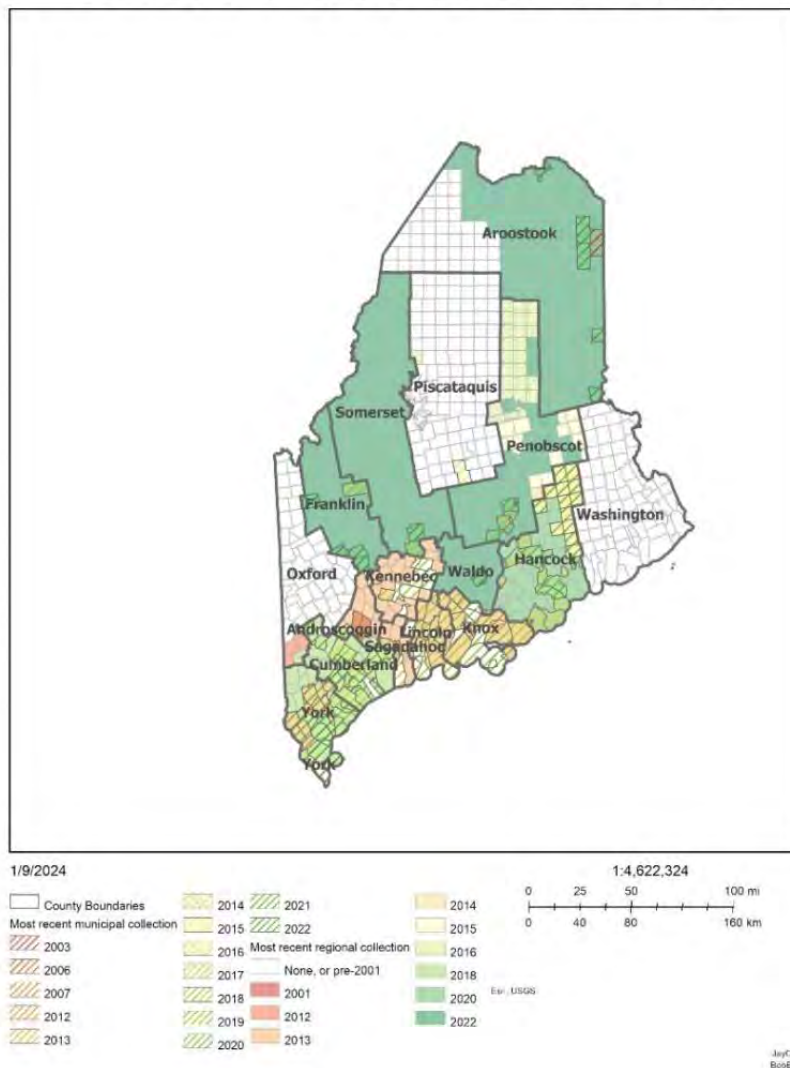 Aroostook
Piscataquis
Somerset
Penobscot
Franklin
Washington
Hancock
Oxford
Kennebec
Waldo
Androscoggin
Lincoln
Knox
Sagadahoc
Cumberland
York
York
1/9/2024
1:4,622,324
County Boundaries
Most recent municipal collection
2003
2006
2007
2012
2013
2014
2015
2016
2017
2018
2019
2020
2021
2022
Most recent regional collection
None, or pre-2001
2001
2012
2013
2014
2015
2016
2018
2020
2022
0 25 50 100 mi
0 40 80 160 km
Esri, USGS